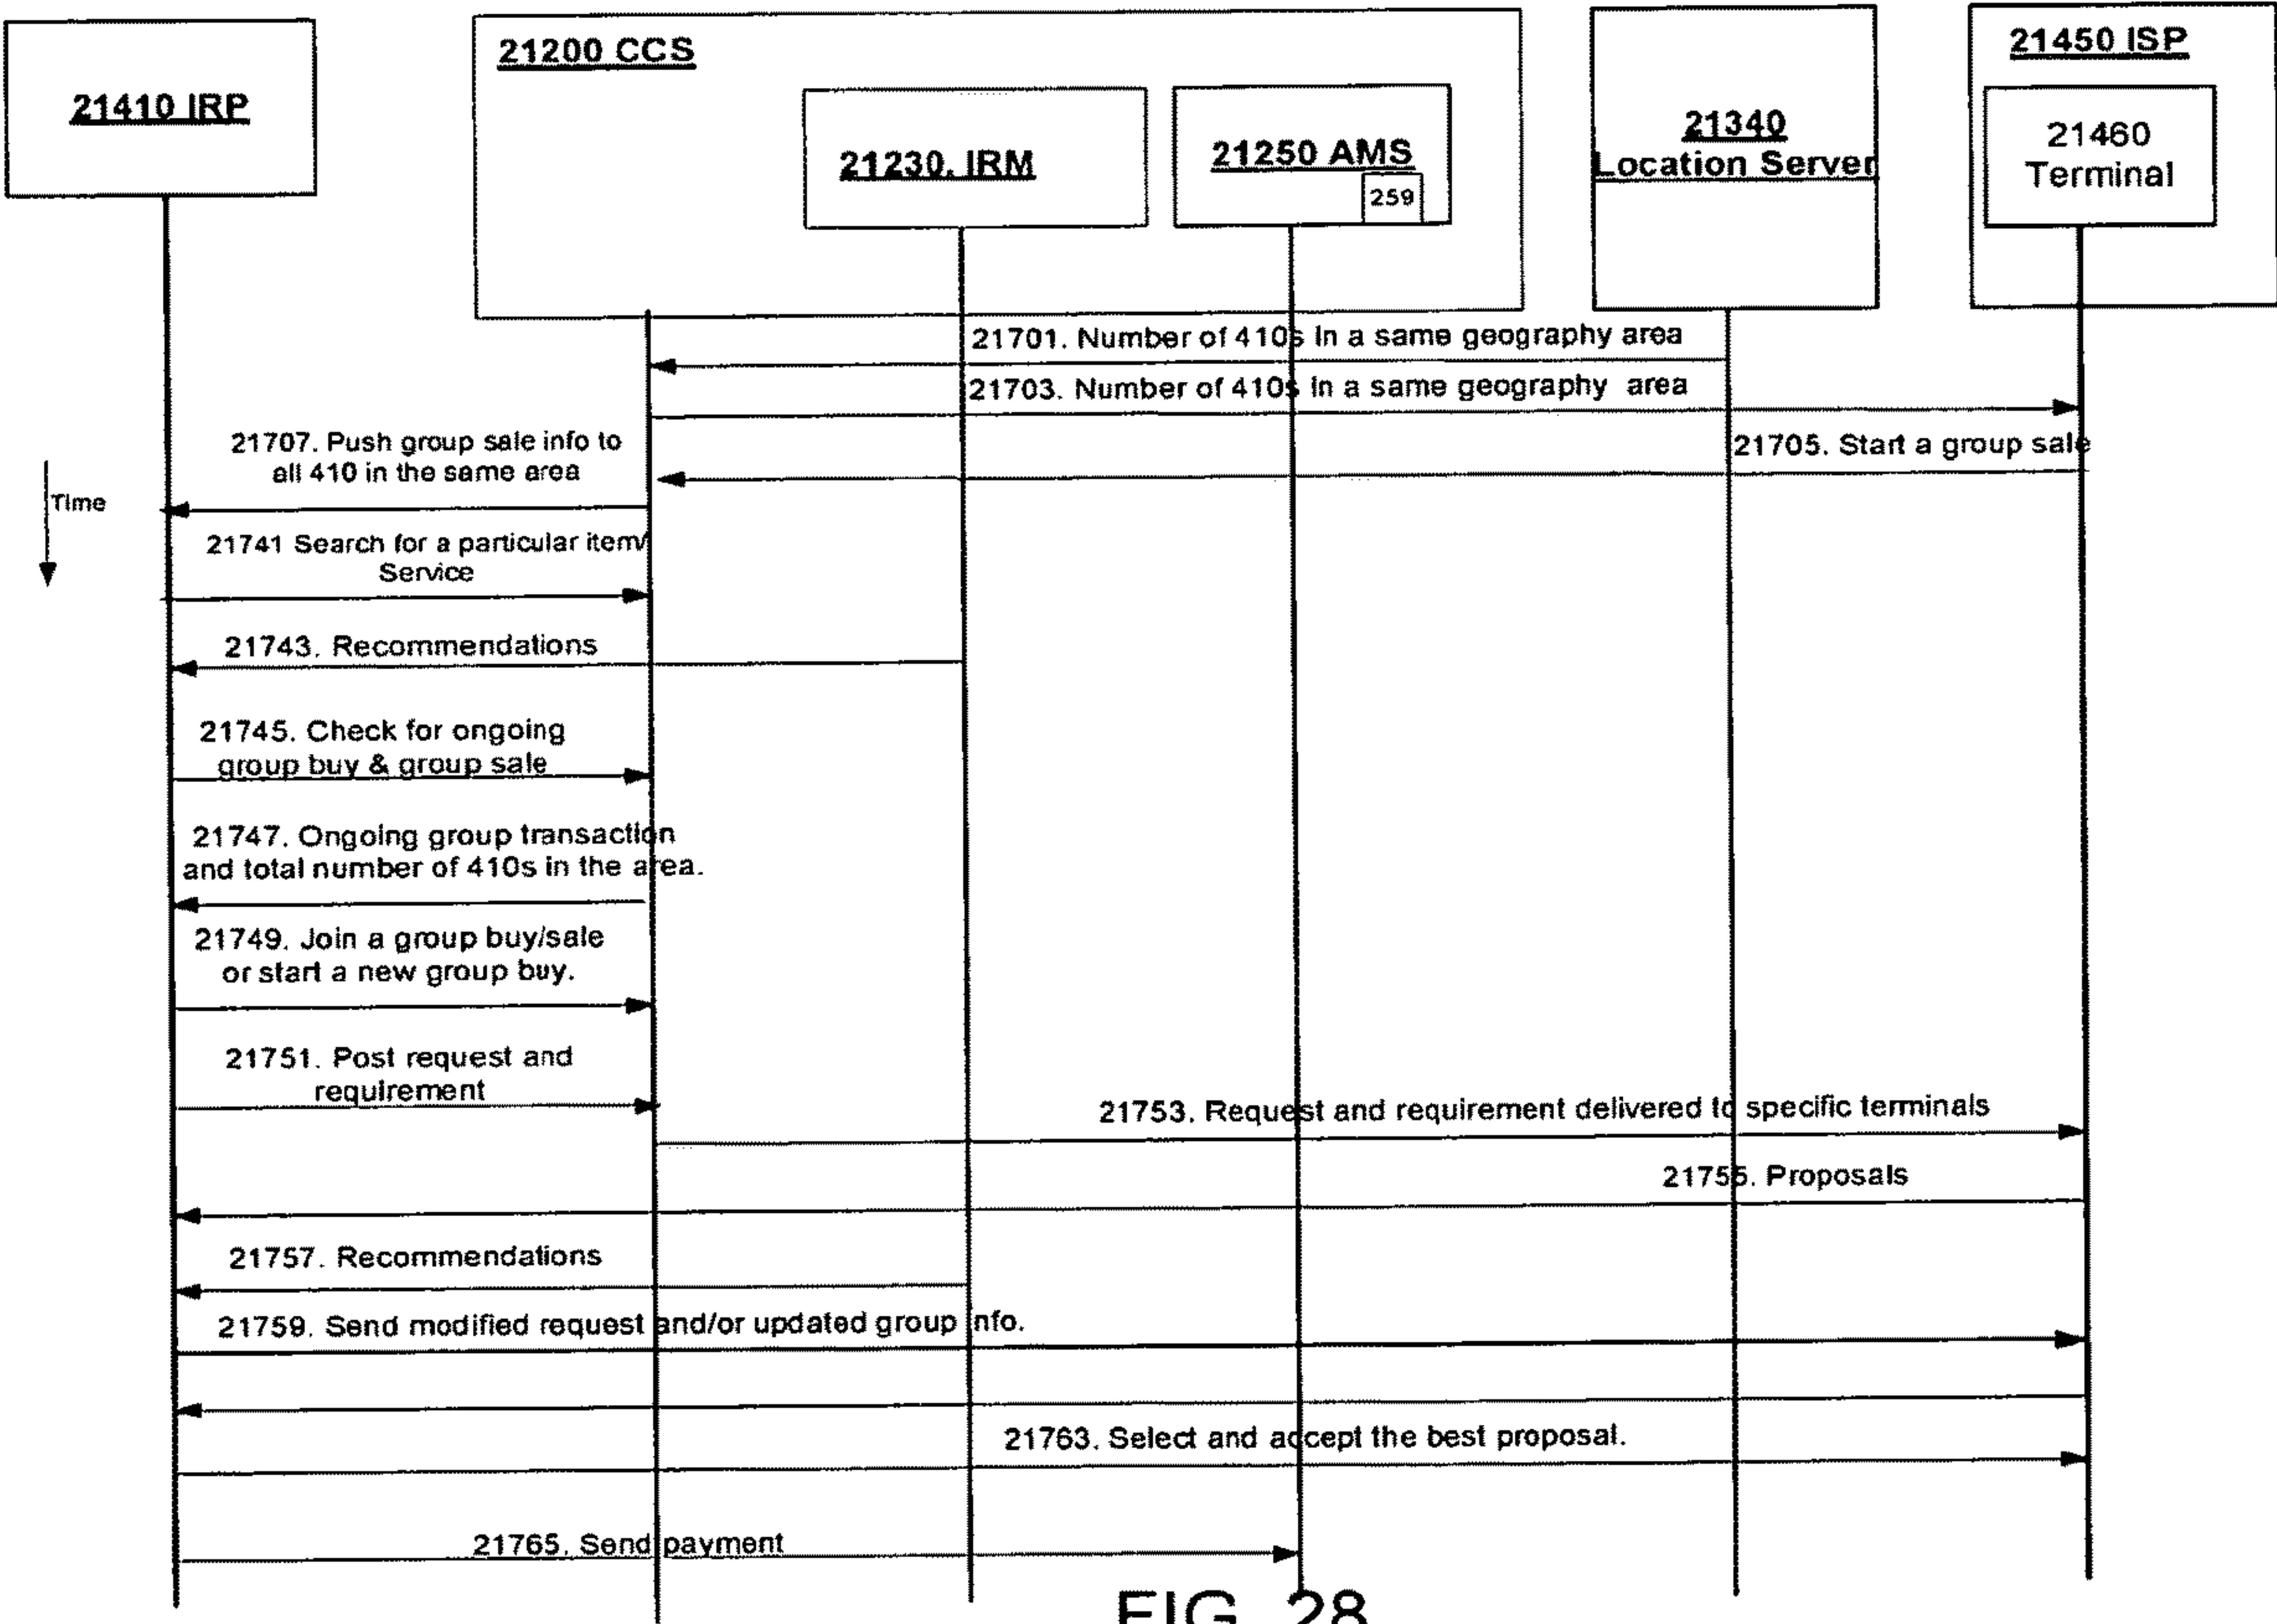 21410 IRP
21200 CCS
21230. IRM
21250 AMS
259
21340
Location Server
21450 ISP
21460
Terminal
21701. Number of 410s In a same geography area
21703. Number of 410s In a same geography area
21705. Start a group sale
21707. Push group sale info to
all 410 in the same area
Time
21741 Search for a particular item/
Service
21743. Recommendations
21745. Check for ongoing
group buy & group sale
21747. Ongoing group transaction
and total number of 410s in the area.
21749. Join a group buy/sale
or start a new group buy.
21751. Post request and
requirement
21753. Request and requirement delivered to specific terminals
21755. Proposals
21757. Recommendations
21759. Send modified request and/or updated group info.
21763. Select and accept the best proposal.
21765. Send payment
FIG. 28